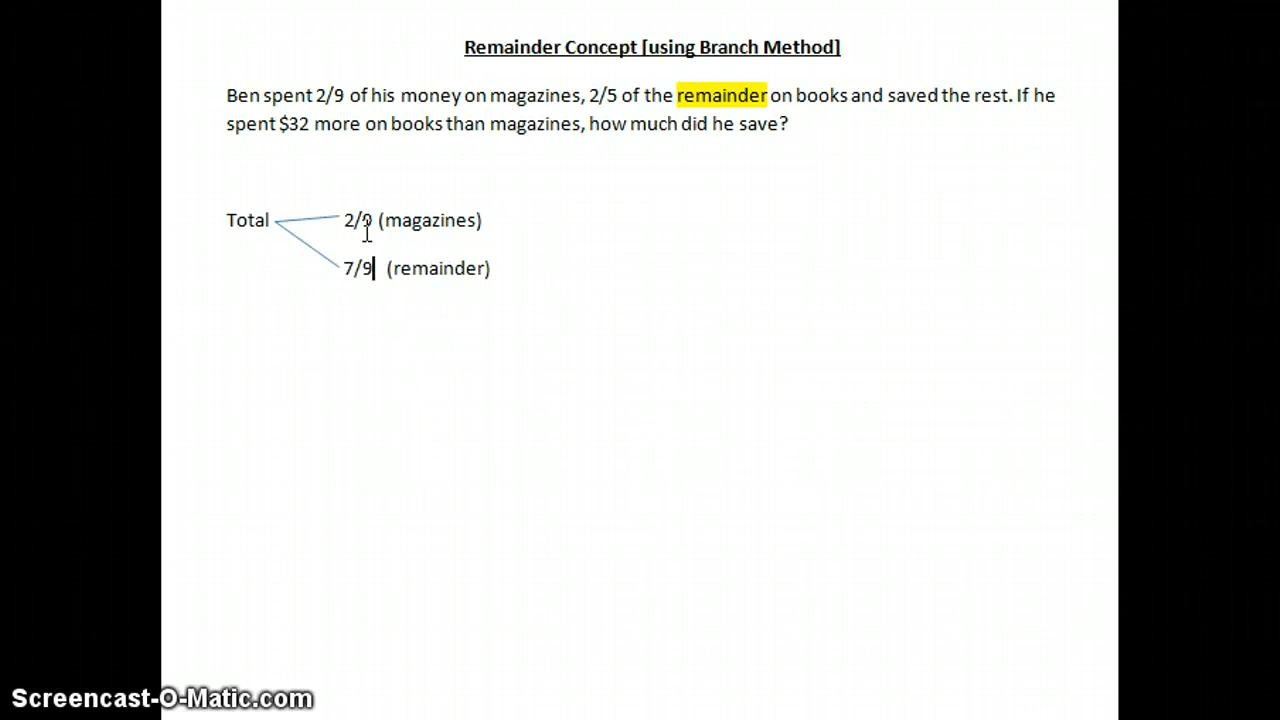 Remainder Concept [using Branch Method]
Ben spent 2/9 of his money on magazines, 2/5 of the remainder on books and saved the rest. If he
spent $32 more on books than magazines, how much did he save?
Total
2/9 (magazines)
7/9 (remainder)
Screencast-O-Matic.com